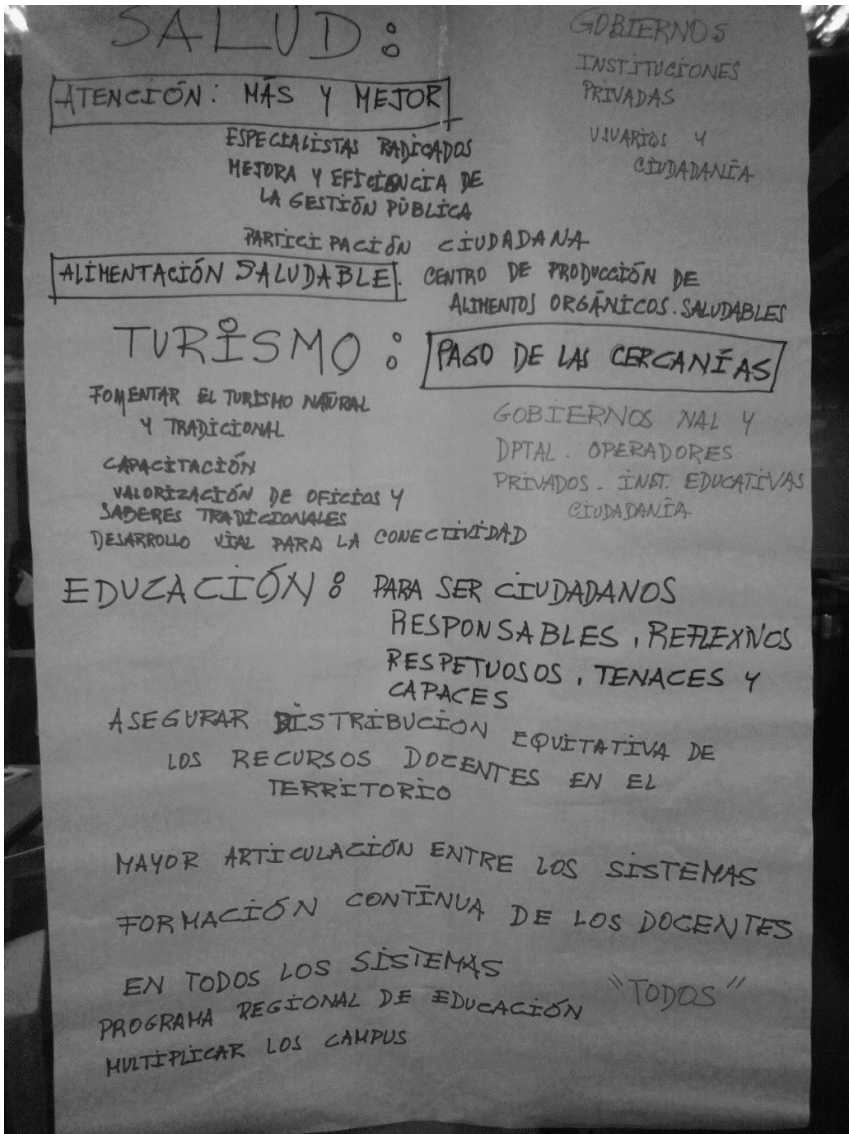 SALUD:
GOBIERNOS
INSTITUCIONES
PRIVADAS
USUARIOS Y
CIUDADANÍA
ATENCIÓN: MÁS Y MEJOR
ESPECIALISTAS RADICADOS
MEJORA Y EFICIENCIA DE
LA GESTIÓN PÚBLICA
PARTICIPACIÓN CIUDADANA
ALIMENTACIÓN SALUDABLE. CENTRO DE PRODUCCIÓN DE
ALIMENTOS ORGÁNICOS. SALUDABLES
TURISMO: PAGO DE LAS CERCANÍAS
FOMENTAR EL TURISMO NATURAL
Y TRADICIONAL
CAPACITACIÓN
VALORIZACIÓN DE OFICIOS Y
SABERES TRADICIONALES
DESARROLLO VIAL PARA LA CONECTIVIDAD
GOBIERNOS NAL Y
DPTAL. OPERADORES
PRIVADOS. INST. EDUCATIVAS
CIUDADANÍA
EDUCACIÓN: PARA SER CIUDADANOS
RESPONSABLES, REFLEXIVOS
RESPETUOSOS, TENACES Y
CAPACES
ASEGURAR DISTRIBUCIÓN EQUITATIVA DE
LOS RECURSOS DOCENTES EN EL
TERRITORIO
MAYOR ARTICULACIÓN ENTRE LOS SISTEMAS
FORMACIÓN CONTÍNUA DE LOS DOCENTES
EN TODOS LOS SISTEMAS
"TODOS"
PROGRAMA REGIONAL DE EDUCACIÓN
MULTIPLICAR LOS CAMPUS